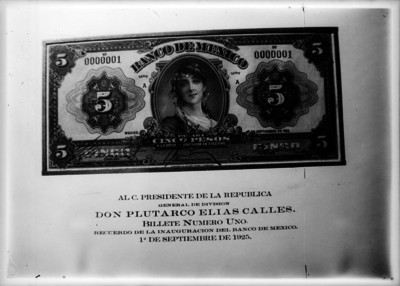 5 BANCO DE MEXICO 5
0000001 0000001
A A
5 5
CINCO PESOS
5 CINCO CINCO 5
AL C. PRESIDENTE DE LA REPUBLICA
GENERAL DE DIVISION
DON PLUTARCO ELIAS CALLES.
BILLETE NUMERO UNO.
RECUERDO DE LA INAUGURACION DEL BANCO DE MEXICO.
1º DE SEPTIEMBRE DE 1925.